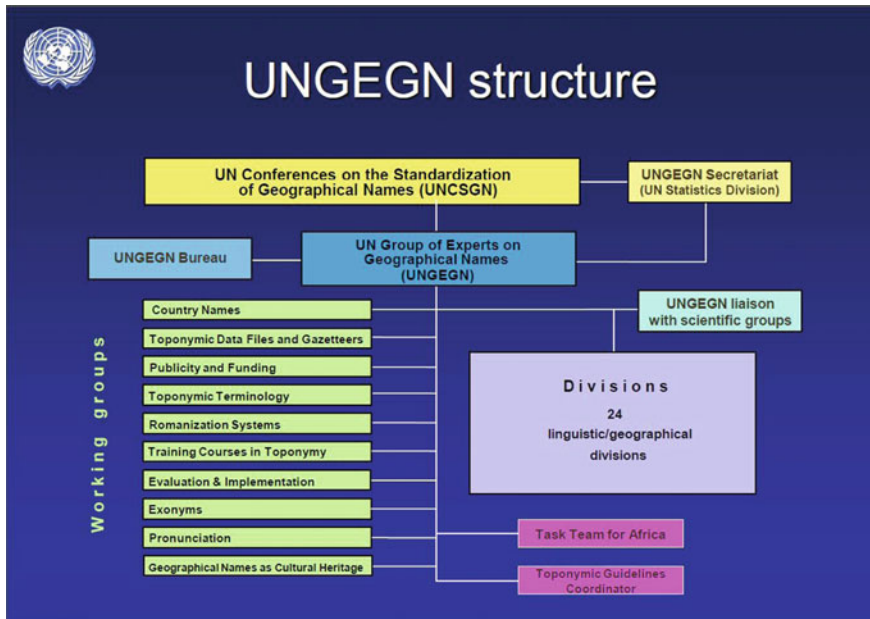 UNGEGN structure
UN Conferences on the Standardization
of Geographical Names (UNCSGN)
UNGEGN Secretariat
(UN Statistics Division)
UNGEGN Bureau
UN Group of Experts on
Geographical Names
(UNGEGN)
UNGEGN liaison
with scientific groups
Working groups
Country Names
Toponymic Data Files and Gazetteers
Publicity and Funding
Toponymic Terminology
Romanization Systems
Training Courses in Toponymy
Evaluation & Implementation
Exonyms
Pronunciation
Geographical Names as Cultural Heritage
Divisions
24
linguistic/geographical
divisions
Task Team for Africa
Toponymic Guidelines
Coordinator